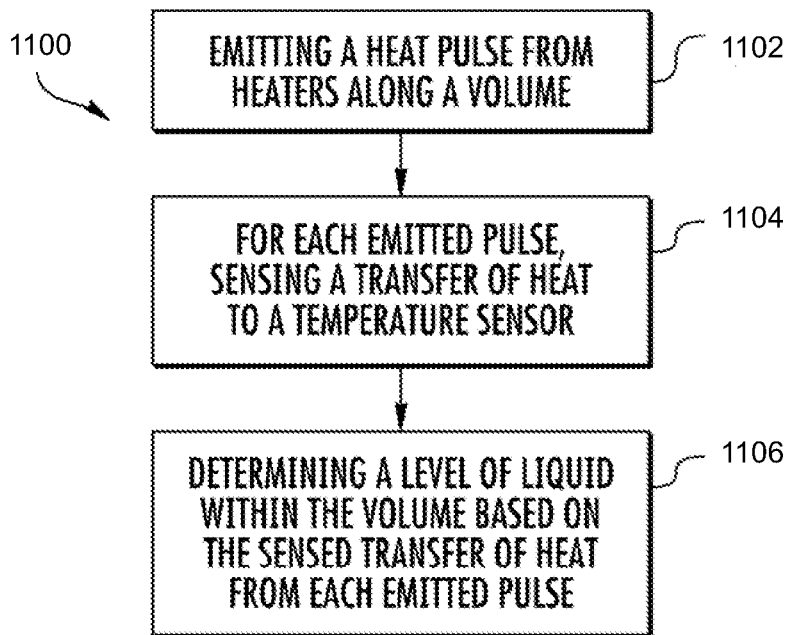 1100
EMITTING A HEAT PULSE FROM
HEATERS ALONG A VOLUME
1102
FOR EACH EMITTED PULSE,
SENSING A TRANSFER OF HEAT
TO A TEMPERATURE SENSOR
1104
DETERMINING A LEVEL OF LIQUID
WITHIN THE VOLUME BASED ON
THE SENSED TRANSFER OF HEAT
FROM EACH EMITTED PULSE
1106